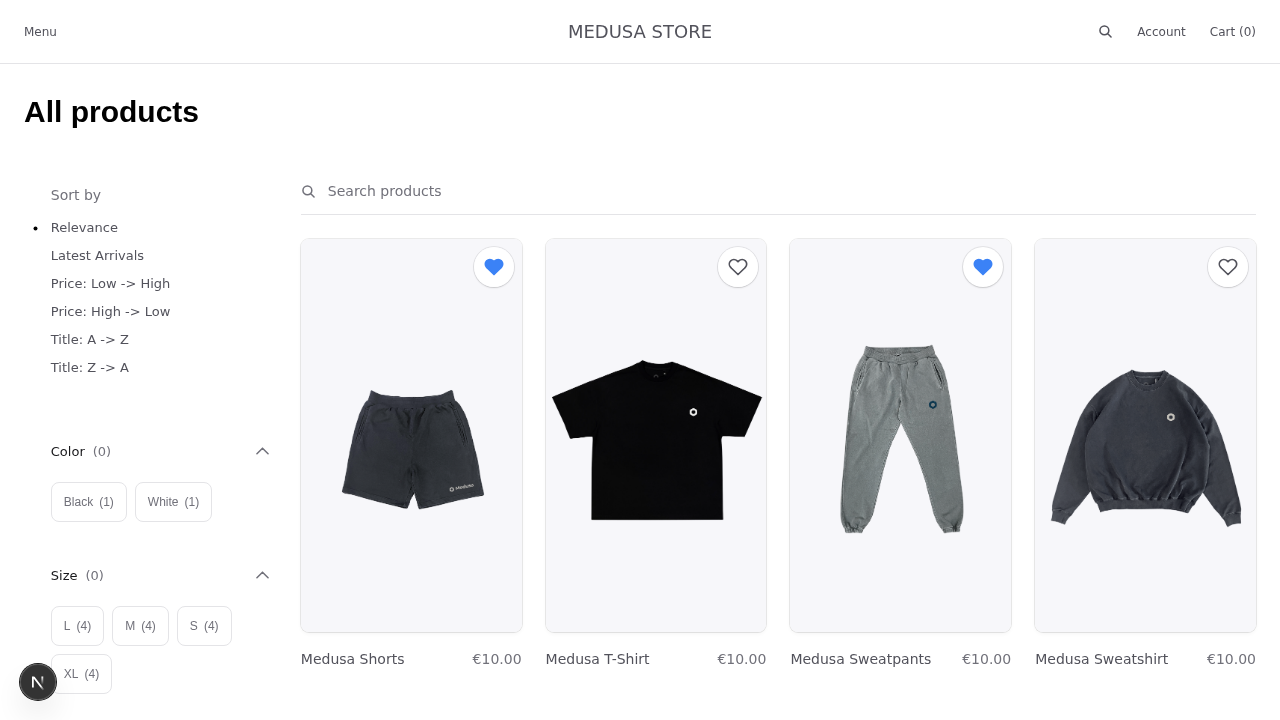 Menu
MEDUSA STORE
Account
Cart (0)
All products
Sort by
Relevance
Latest Arrivals
Price: Low -> High
Price: High -> Low
Title: A -> Z
Title: Z -> A
Color (0)
Black (1)
White (1)
Size (0)
L (4)
M (4)
S (4)
XL (4)
N
Search products
Medusa
Medusa Shorts €10.00
Medusa T-Shirt €10.00
Medusa Sweatpants €10.00
Medusa Sweatshirt €10.00